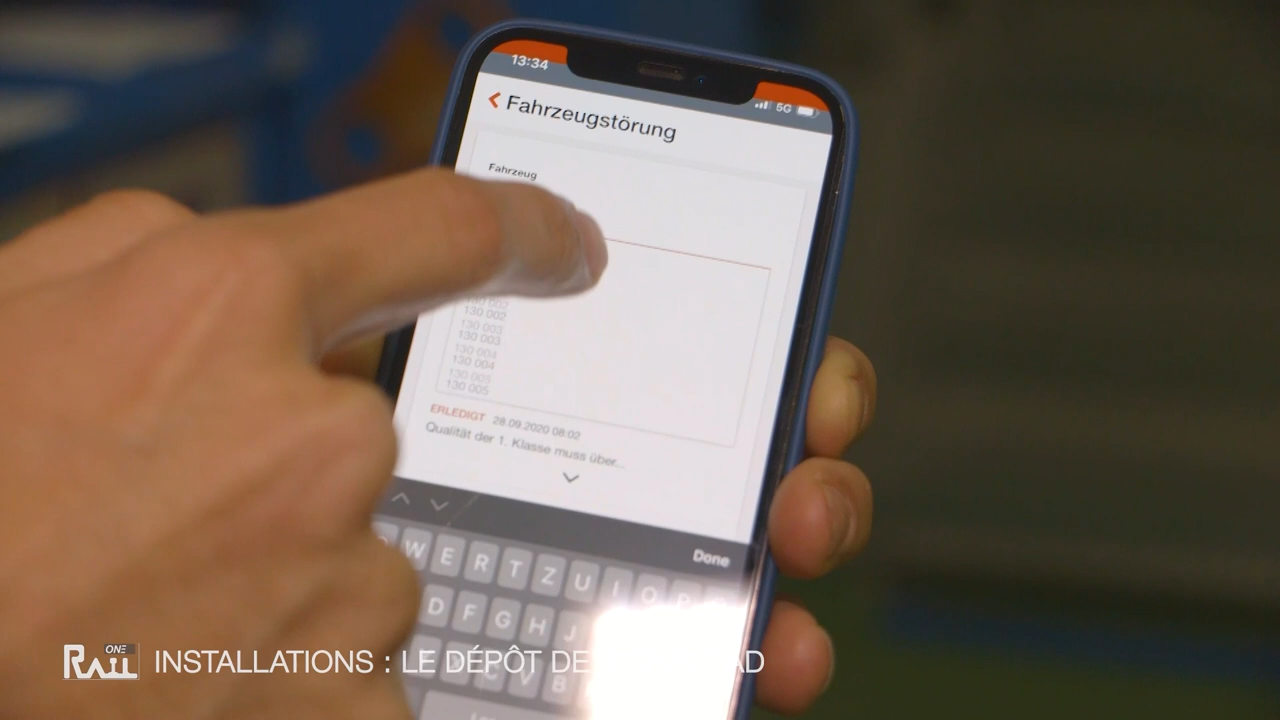 13:34
5G
Fahrzeugstörung
Fahrzeug
130 002
130 002
130 003
130 003
130 004
130 004
130 005
130 005
ERLEDIGT 28.09.2020 08:02
Qualität der 1. Klasse muss über...
Done
W E R T Z U I O P
D F G H J
C V B
Rail ONE
INSTALLATIONS : LE DÉPÔT DE